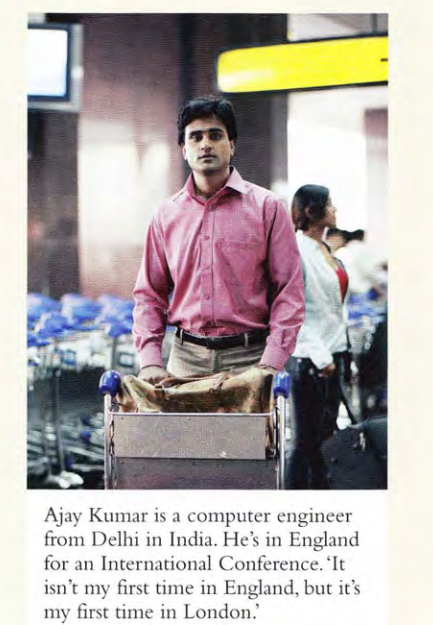 Ajay Kumar is a computer engineer
from Delhi in India. He's in England
for an International Conference. ‘It
isn't my first time in England, but it's
my first time in London.’